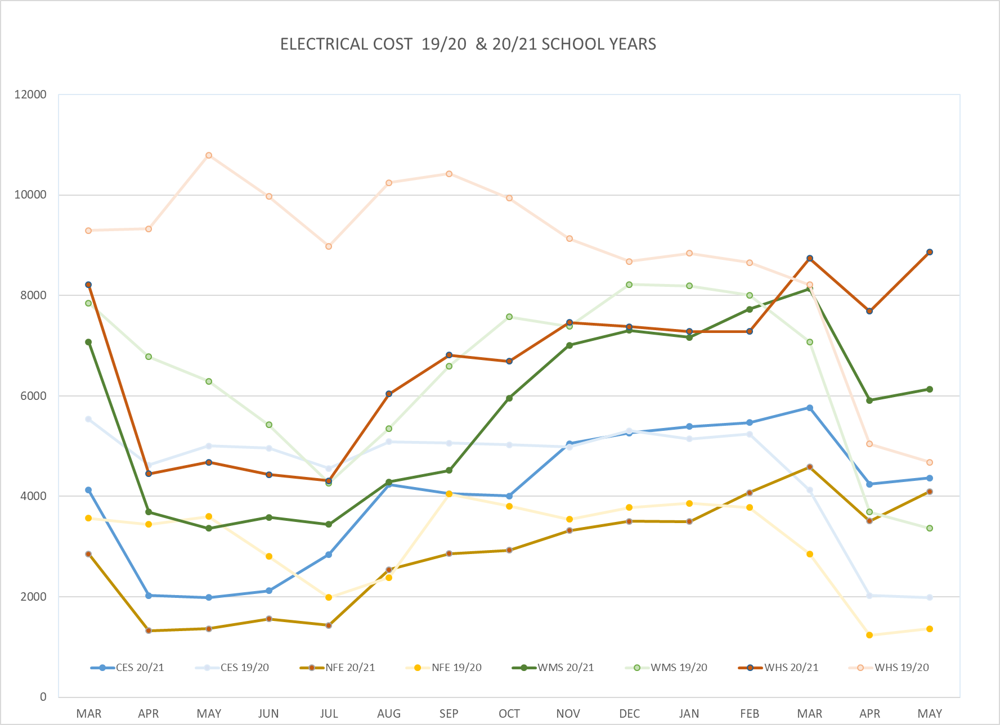 ELECTRICAL COST  19/20  & 20/21 SCHOOL YEARS
12000
10000
8000
6000
4000
2000
0
CES 20/21 CES 19/20 NFE 20/21 NFE 19/20 WMS 20/21 WMS 19/20 WHS 20/21 WHS 19/20
MAR APR MAY JUN JUL AUG SEP OCT NOV DEC JAN FEB MAR APR MAY